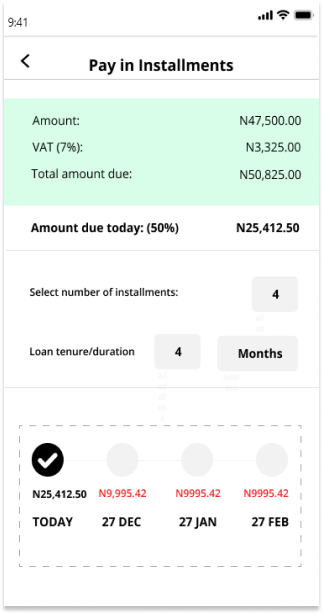 9:41
Pay in Installments
Amount: N47,500.00
VAT (7%): N3,325.00
Total amount due: N50,825.00
Amount due today: (50%) N25,412.50
Select number of installments: 4
Loan tenure/duration 4 Months
N25,412.50 N9,995.42 N9995.42 N9995.42
TODAY 27 DEC 27 JAN 27 FEB